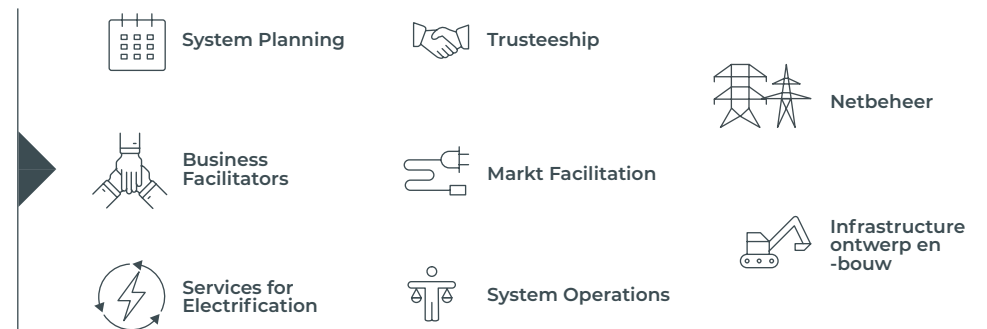 System Planning
Trusteeship
Netbeheer
Business
Facilitators
Markt Facilitation
Infrastructure
ontwerp en
-bouw
Services for
Electrification
System Operations